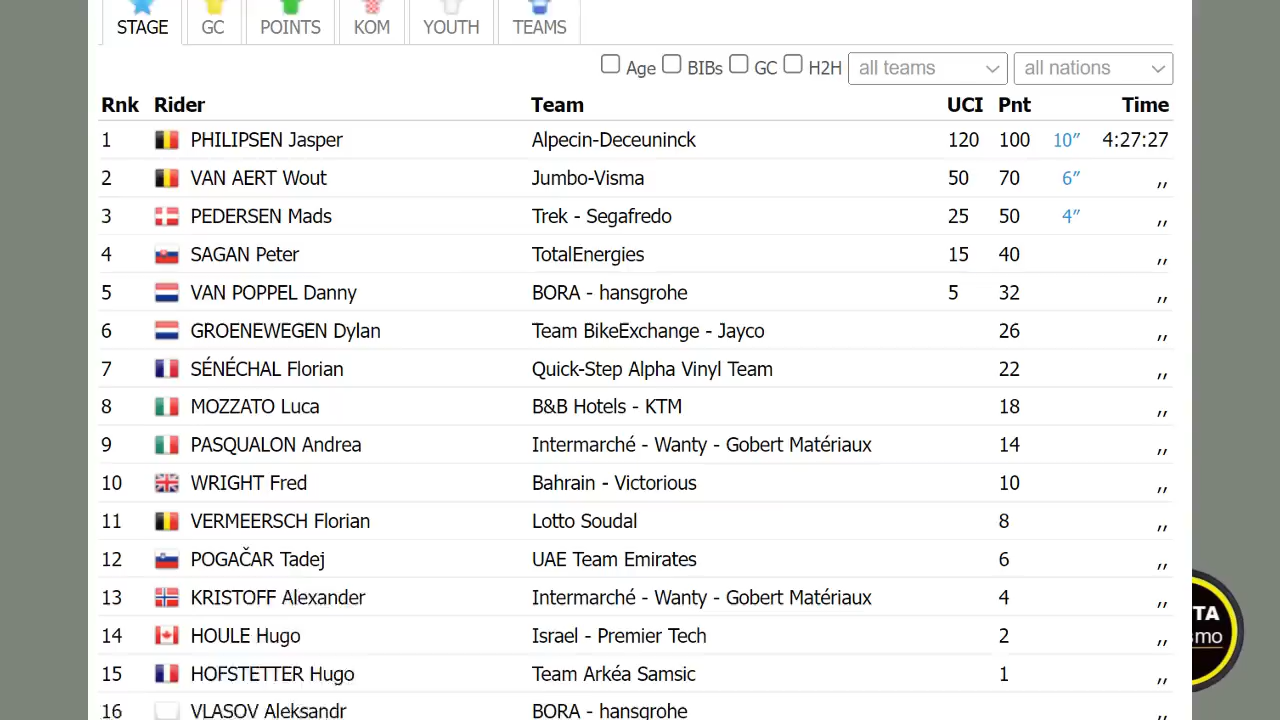 STAGE GC POINTS KOM YOUTH TEAMS
Age BIBs GC H2H all teams all nations
Rnk Rider Team UCI Pnt Time
1 PHILIPSEN Jasper Alpecin-Deceuninck 120 100 10″ 4:27:27
2 VAN AERT Wout Jumbo-Visma 50 70 6″ ,,
3 PEDERSEN Mads Trek - Segafredo 25 50 4″ ,,
4 SAGAN Peter TotalEnergies 15 40 ,,
5 VAN POPPEL Danny BORA - hansgrohe 5 32 ,,
6 GROENEWEGEN Dylan Team BikeExchange - Jayco 26 ,,
7 SÉNÉCHAL Florian Quick-Step Alpha Vinyl Team 22 ,,
8 MOZZATO Luca B&B Hotels - KTM 18 ,,
9 PASQUALON Andrea Intermarché - Wanty - Gobert Matériaux 14 ,,
10 WRIGHT Fred Bahrain - Victorious 10 ,,
11 VERMEERSCH Florian Lotto Soudal 8 ,,
12 POGAČAR Tadej UAE Team Emirates 6 ,,
13 KRISTOFF Alexander Intermarché - Wanty - Gobert Matériaux 4 ,,
14 HOULE Hugo Israel - Premier Tech 2 ,,
15 HOFSTETTER Hugo Team Arkéa Samsic 1 ,,
16 VLASOV Aleksandr BORA - hansgrohe ,,
TA
smo